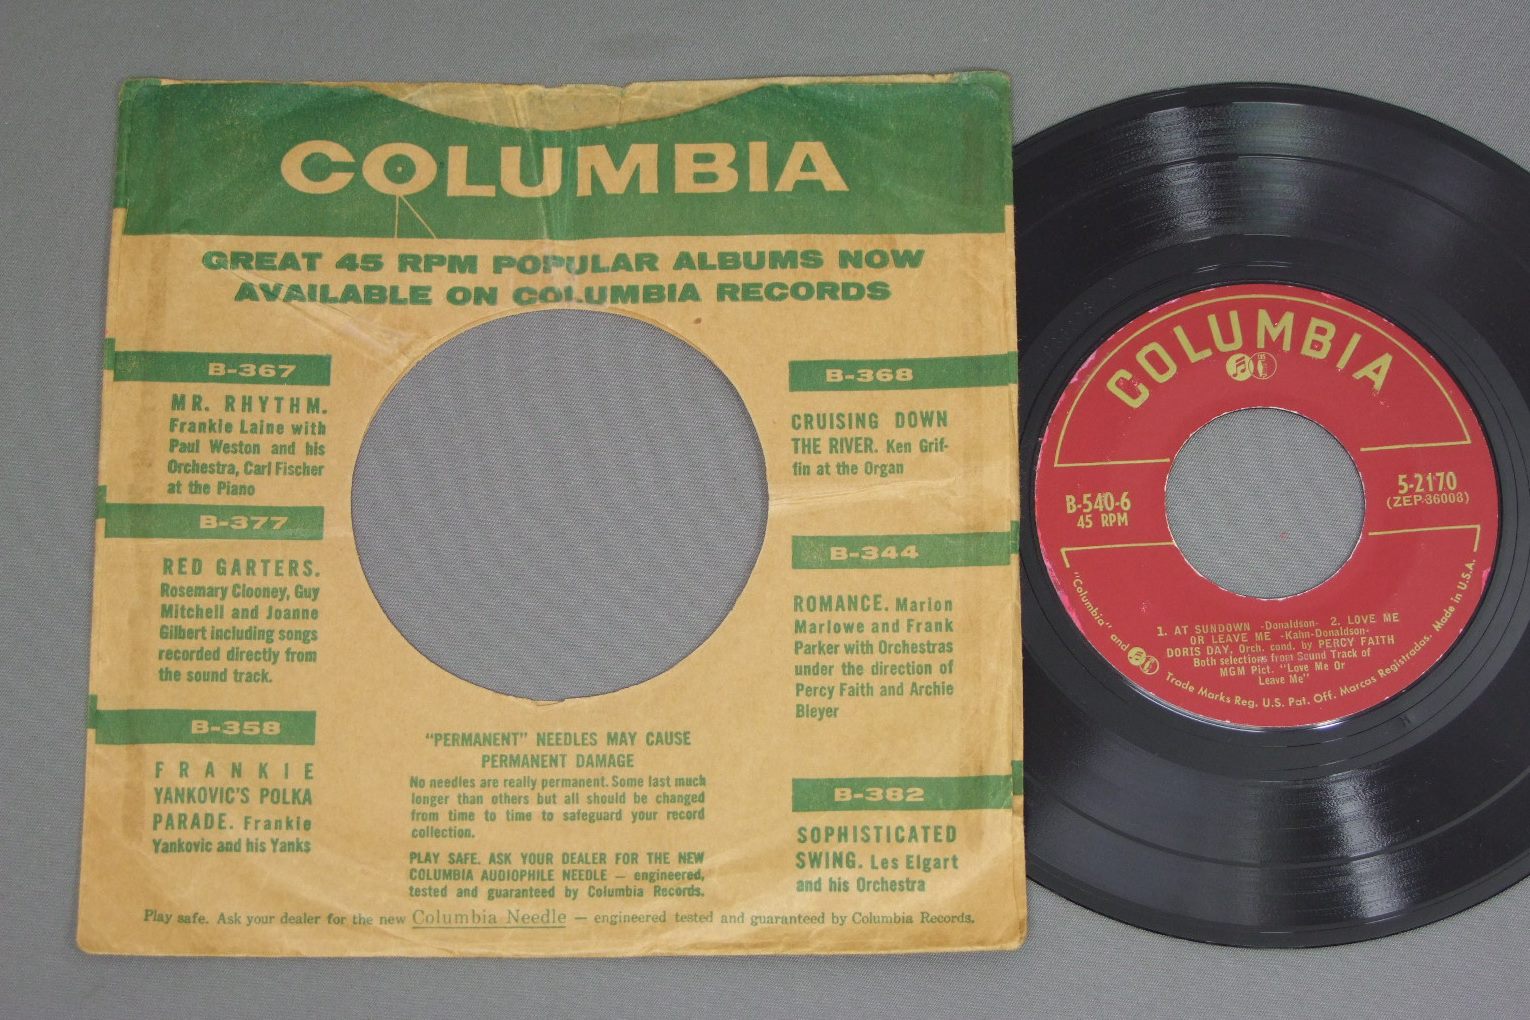 COLUMBIA
GREAT 45 RPM POPULAR ALBUMS NOW
AVAILABLE ON COLUMBIA RECORDS
B-367
MR. RHYTHM.
Frankie Laine with
Paul Weston and his
Orchestra, Carl Fischer
at the Piano
B-377
RED GARTERS.
Rosemary Clooney, Guy
Mitchell and Joanne
Gilbert including songs
recorded directly from
the sound track.
B-358
FRANKIE
YANKOVIC'S POLKA
PARADE. Frankie
Yankovic and his Yanks
B-368
CRUISING DOWN
THE RIVER. Ken Grif-
fin at the Organ
B-344
ROMANCE. Marion
Marlowe and Frank
Parker with Orchestras
under the direction of
Percy Faith and Archie
Bleyer
B-382
SOPHISTICATED
SWING. Les Elgart
and his Orchestra
"PERMANENT" NEEDLES MAY CAUSE
PERMANENT DAMAGE
No needles are really permanent. Some last much
longer than others but all should be changed
from time to time to safeguard your record
collection.
PLAY SAFE. ASK YOUR DEALER FOR THE NEW
COLUMBIA AUDIOPHILE NEEDLE — engineered,
tested and guaranteed by Columbia Records.
Play safe. Ask your dealer for the new Columbia Needle — engineered tested and guaranteed by Columbia Records.
COLUMBIA
B-540-6
45 RPM
5-2170
(ZEP 36008)
1. AT SUNDOWN -Donaldson- 2. LOVE ME
OR LEAVE ME -Kahn-Donaldson-
DORIS DAY, Orch. cond. by PERCY FAITH
Both selections from Sound Track of
MGM Pict. "Love Me Or
Leave Me"
"Columbia" and Trade Marks Reg. U.S. Pat. Off. Marcas Registradas. Made in U.S.A.